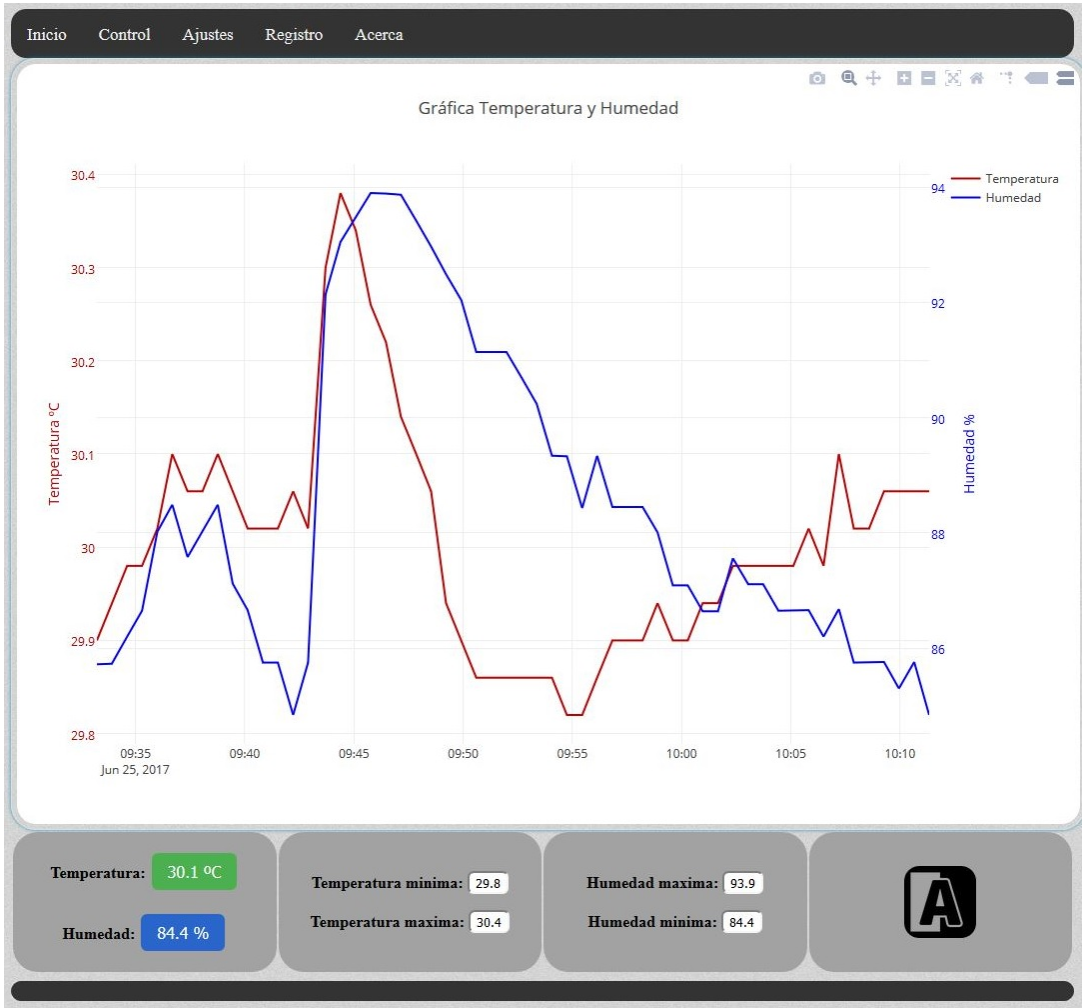 Inicio Control Ajustes Registro Acerca
Gráfica Temperatura y Humedad
Temperatura
Humedad
30.4
30.3
30.2
30.1
30
29.9
29.8
Temperatura ºC
94
92
90
88
86
Humedad %
09:35 09:40 09:45 09:50 09:55 10:00 10:05 10:10
Jun 25, 2017
Temperatura: 30.1 ºC
Humedad: 84.4 %
Temperatura minima: 29.8
Temperatura maxima: 30.4
Humedad maxima: 93.9
Humedad minima: 84.4
A